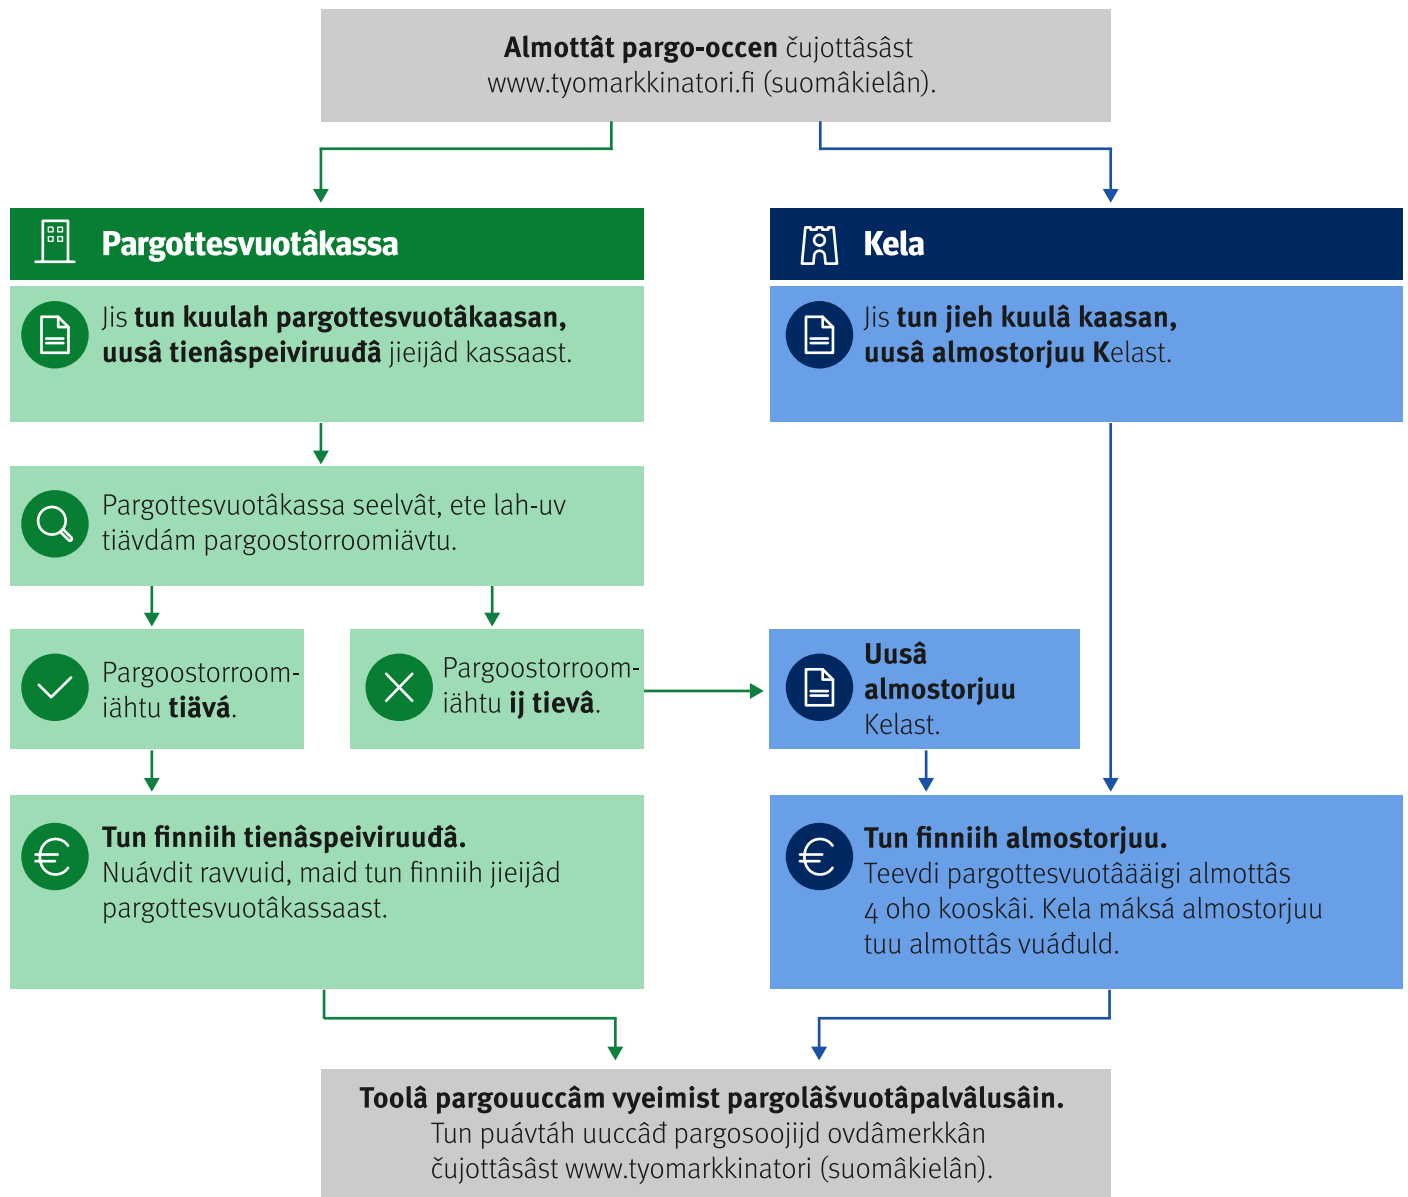 Almottât pargo-occen čujottâsâst
www.tyomarkkinatori.fi (suomâkielân).
Pargottesvuotâkassa
Jis tun kuulah pargottesvuotâkaasan,
uusâ tienâspeiviruuđâ jieijâd kassaast.
Kela
Jis tun jieh kuulâ kaasan,
uusâ almostorjuu Kelast.
Pargottesvuotâkassa seelvât, ete lah-uv
tiävdám pargoostorroomiävtu.
Pargoostorroom-
iähtu tiävá.
Pargoostorroom-
iähtu ij tievâ.
Uusâ
almostorjuu
Kelast.
Tun finniih tienâspeiviruuđâ.
Nuávdit ravvuid, maid tun finniih jieijâd
pargottesvuotâkassaast.
Tun finniih almostorjuu.
Teevdi pargottesvuotâääigi almottâs
4 oho kooskâi. Kela máksá almostorjuu
tuu almottâs vuáđuld.
Toolâ pargouuccâm vyeimist pargolâšvuotâpalvâlusâin.
Tun puávtáh uuccâđ pargosoojijd ovdâmerkkân
čujottâsâst www.tyomarkkinatori (suomâkielân).